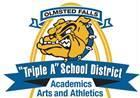 OLMSTED FALLS
"Triple A" School District
Academics
Arts and Athletics